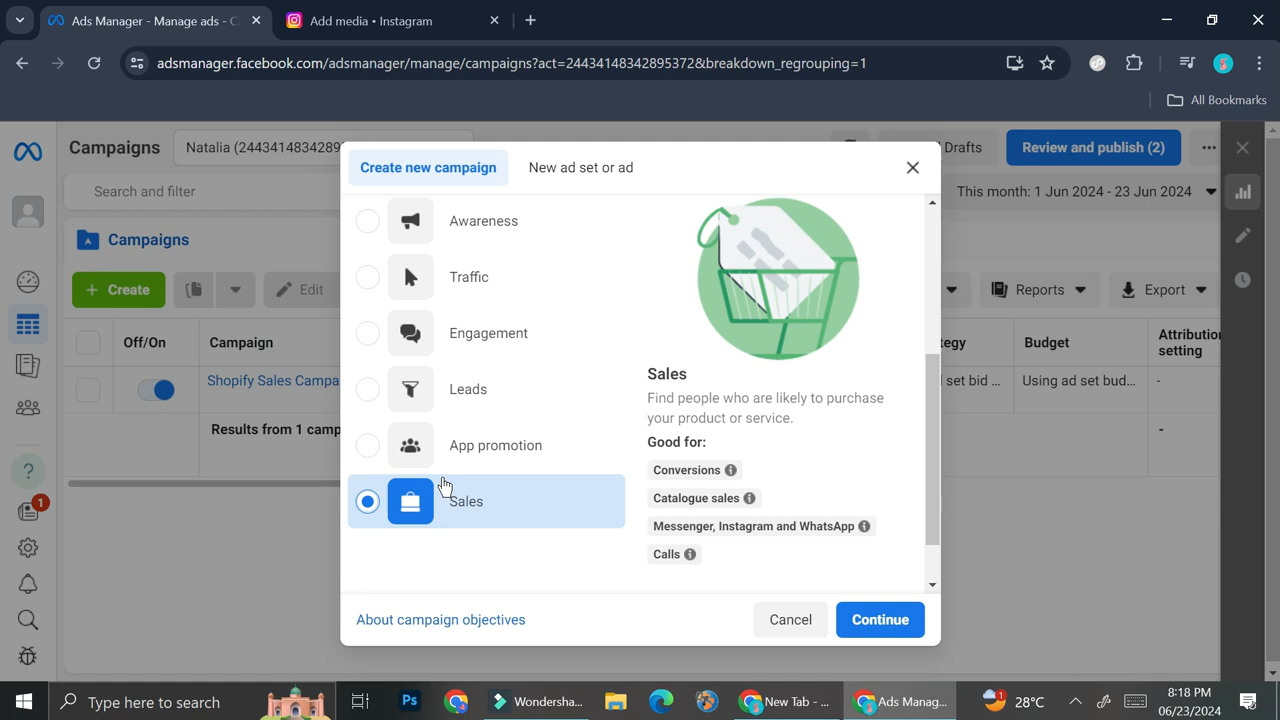 Ads Manager - Manage ads - C
Add media • Instagram
adsmanager.facebook.com/adsmanager/manage/campaigns?act=24434148342895372&breakdown_regrouping=1
All Bookmarks
Campaigns
Natalia (2443414834289
Drafts
Review and publish (2)
Search and filter
This month: 1 Jun 2024 - 23 Jun 2024
Campaigns
Create
Edit
Reports
Export
Off/On
Campaign
tegy
Budget
Attribution
setting
Shopify Sales Campa
set bid ...
Using ad set bud...
-
Results from 1 camp
-
Create new campaign
New ad set or ad
Awareness
Traffic
Engagement
Leads
App promotion
Sales
Sales
Find people who are likely to purchase
your product or service.
Good for:
Conversions
Catalogue sales
Messenger, Instagram and WhatsApp
Calls
About campaign objectives
Cancel
Continue
?
1
Type here to search
Ps
Wondersha...
New Tab - ...
Ads Manag...
1
28°C
8:18 PM
06/23/2024